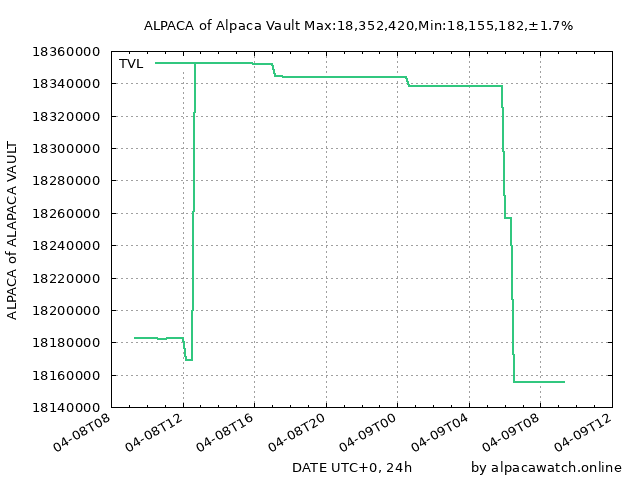 ALPACA of Alpaca Vault Max:18,352,420,Min:18,155,182,±1.7%
TVL
18360000
18340000
18320000
18300000
18280000
18260000
18240000
18220000
18200000
18180000
18160000
18140000
ALPACA of ALAPACA VAULT
04-08T08
04-08T12
04-08T16
04-08T20
04-09T00
04-09T04
04-09T08
04-09T12
DATE UTC+0, 24h
by alpacawatch.online